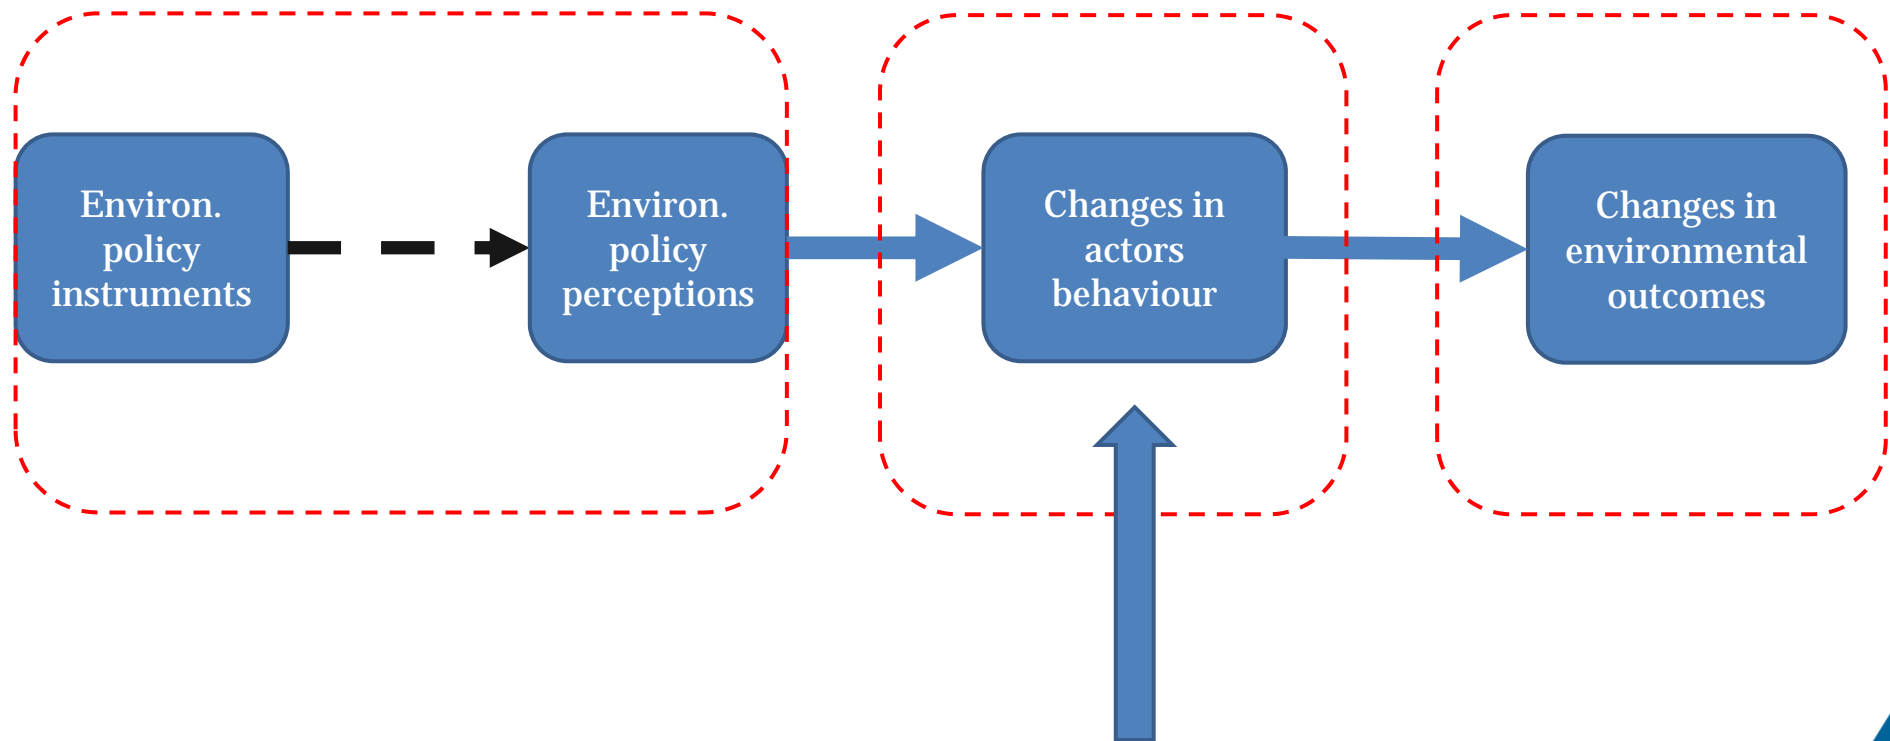 Environ.
policy
instruments
Environ.
policy
perceptions
Changes in
actors
behaviour
Changes in
environmental
outcomes